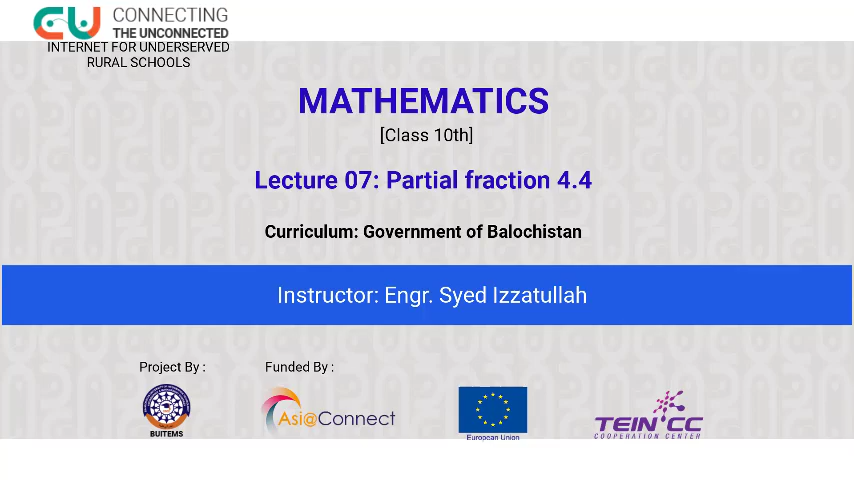 CONNECTING
THE UNCONNECTED
INTERNET FOR UNDERSERVED
RURAL SCHOOLS
MATHEMATICS
[Class 10th]
Lecture 07: Partial fraction 4.4
Curriculum: Government of Balochistan
Instructor: Engr. Syed Izzatullah
Project By :
Funded By :
BUITEMS
Asi@Connect
European Union
TEIN*CC
COOPERATION CENTER